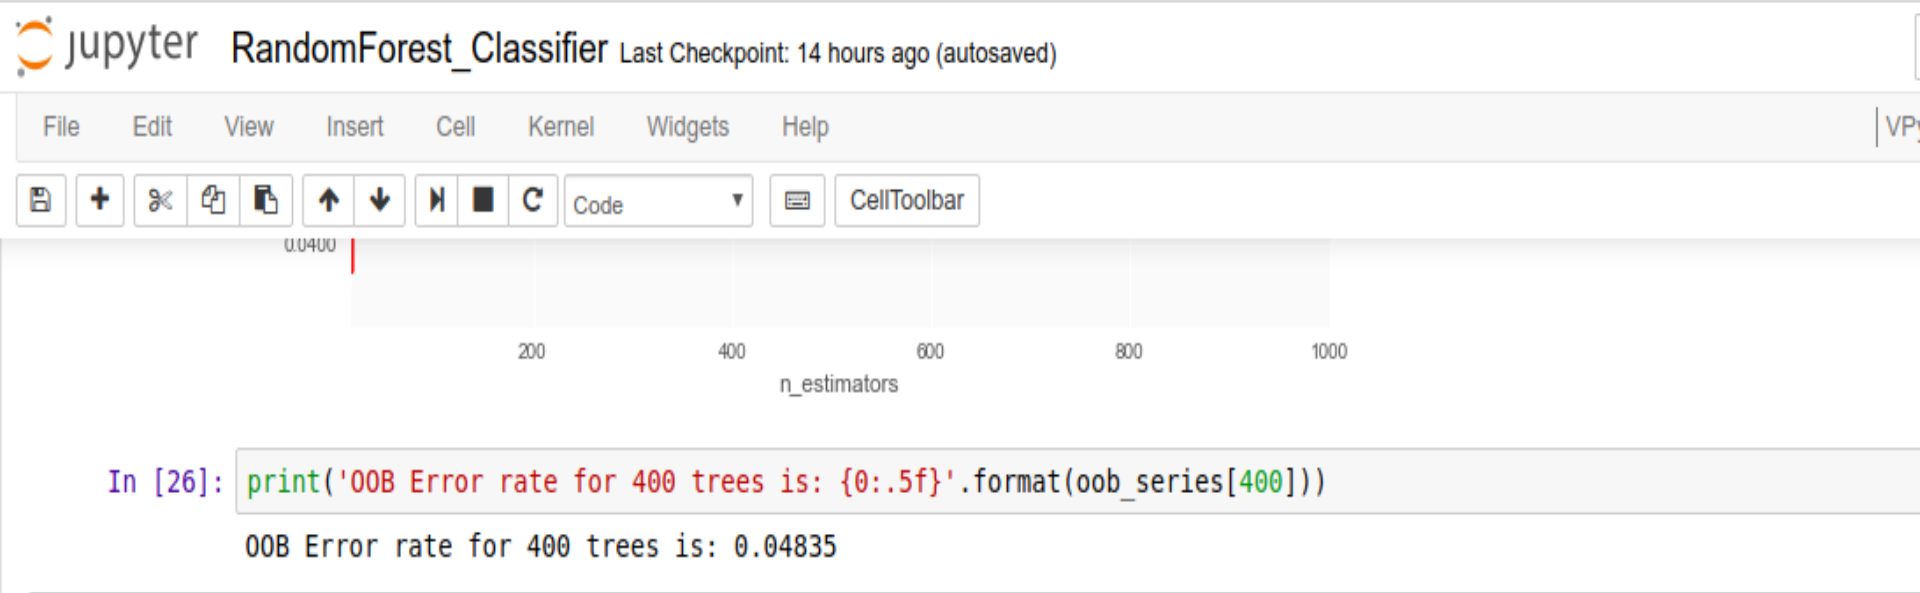 jupyter RandomForest_Classifier Last Checkpoint: 14 hours ago (autosaved)
File Edit View Insert Cell Kernel Widgets Help
Code CellToolbar
0.0400
200 400 600 800 1000
n_estimators
In [26]: print('OOB Error rate for 400 trees is: {0:.5f}'.format(oob_series[400]))
OOB Error rate for 400 trees is: 0.04835